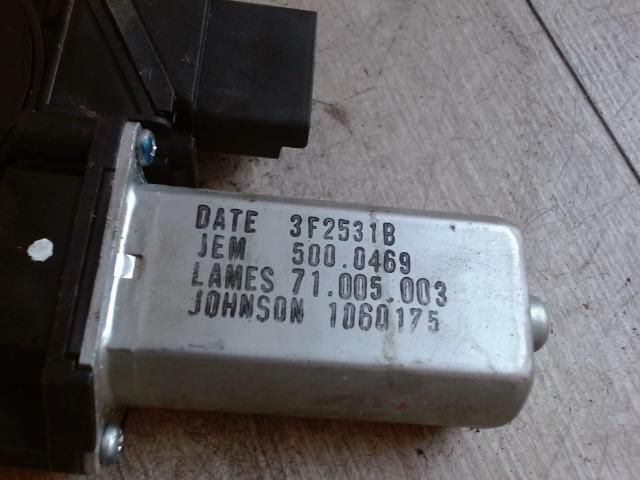 DATE 3F2531B
JEM 500.0469
LAMES 71.005.003
JOHNSON 1060175